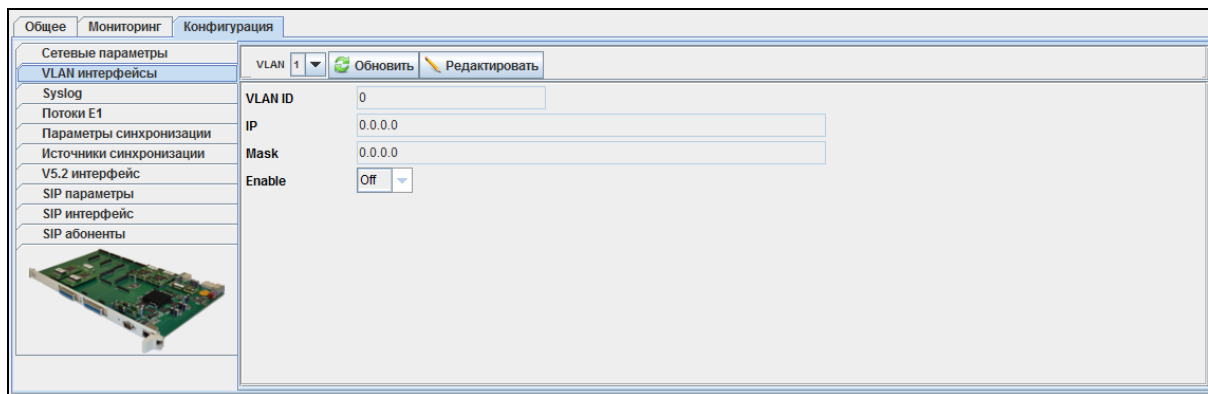 Общее Мониторинг Конфигурация
Сетевые параметры
VLAN интерфейсы
Syslog
Потоки E1
Параметры синхронизации
Источники синхронизации
V5.2 интерфейс
SIP параметры
SIP интерфейс
SIP абоненты
VLAN 1 Обновить Редактировать
VLAN ID 0
IP 0.0.0.0
Mask 0.0.0.0
Enable Off